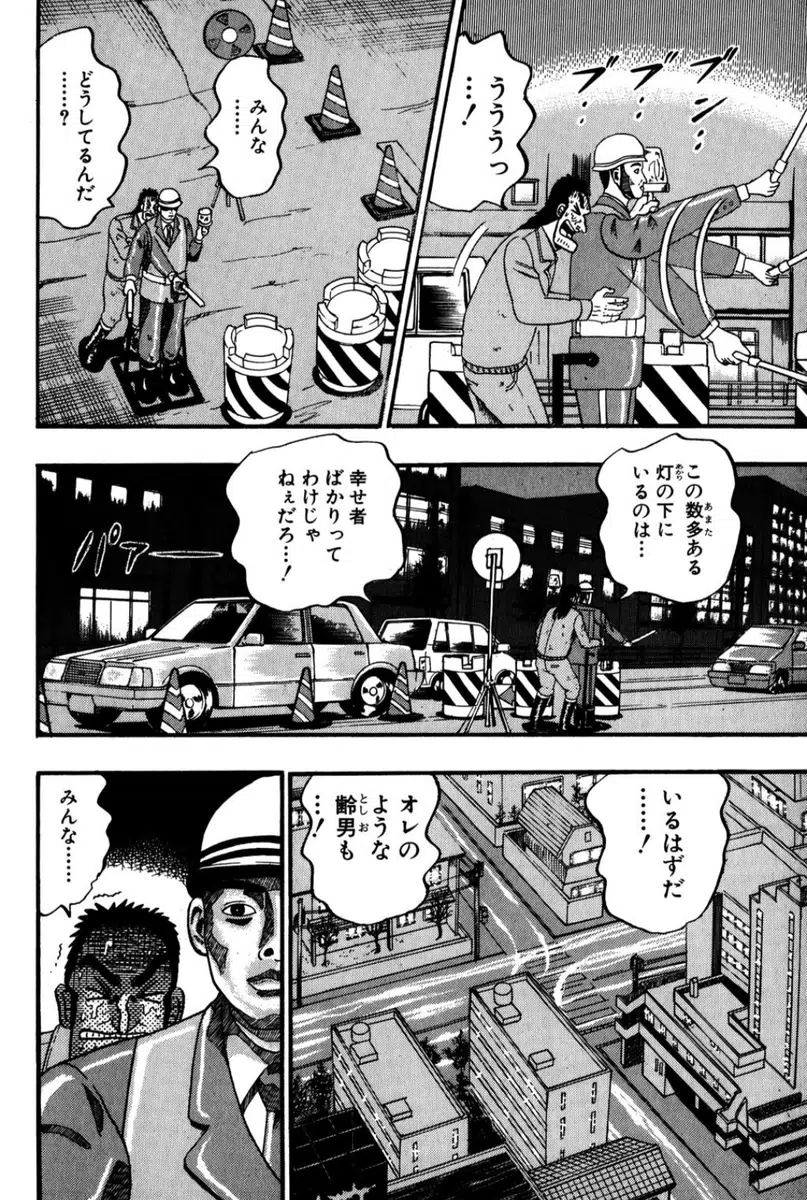 うううっ
…！
ブ…
ブ…
ブン
みんな
……
どうしてるんだ
……？
この数多ある
灯の下に
いるのは…
幸せ者
ばかりって
わけじゃ
ねぇだろ…！
パァーー
いるはずだ
……！
オレの
ような
齢男も
…！
みんな……